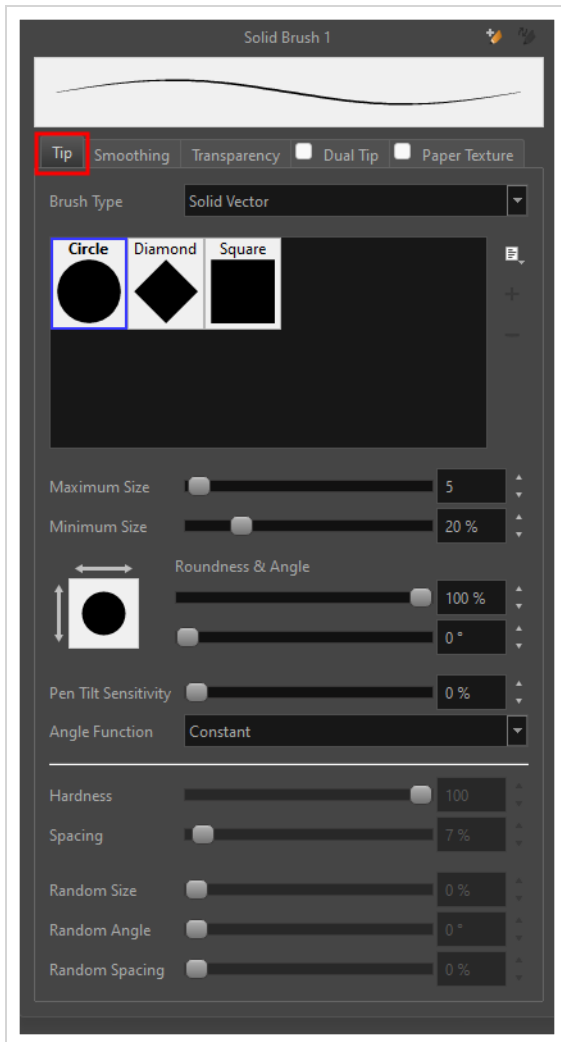 Solid Brush 1
Tip Smoothing Transparency Dual Tip Paper Texture
Brush Type Solid Vector
Circle Diamond Square
Maximum Size 5
Minimum Size 20 %
Roundness & Angle
100 %
0 °
Pen Tilt Sensitivity 0 %
Angle Function Constant
Hardness 100
Spacing 7 %
Random Size 0 %
Random Angle 0 °
Random Spacing 0 %